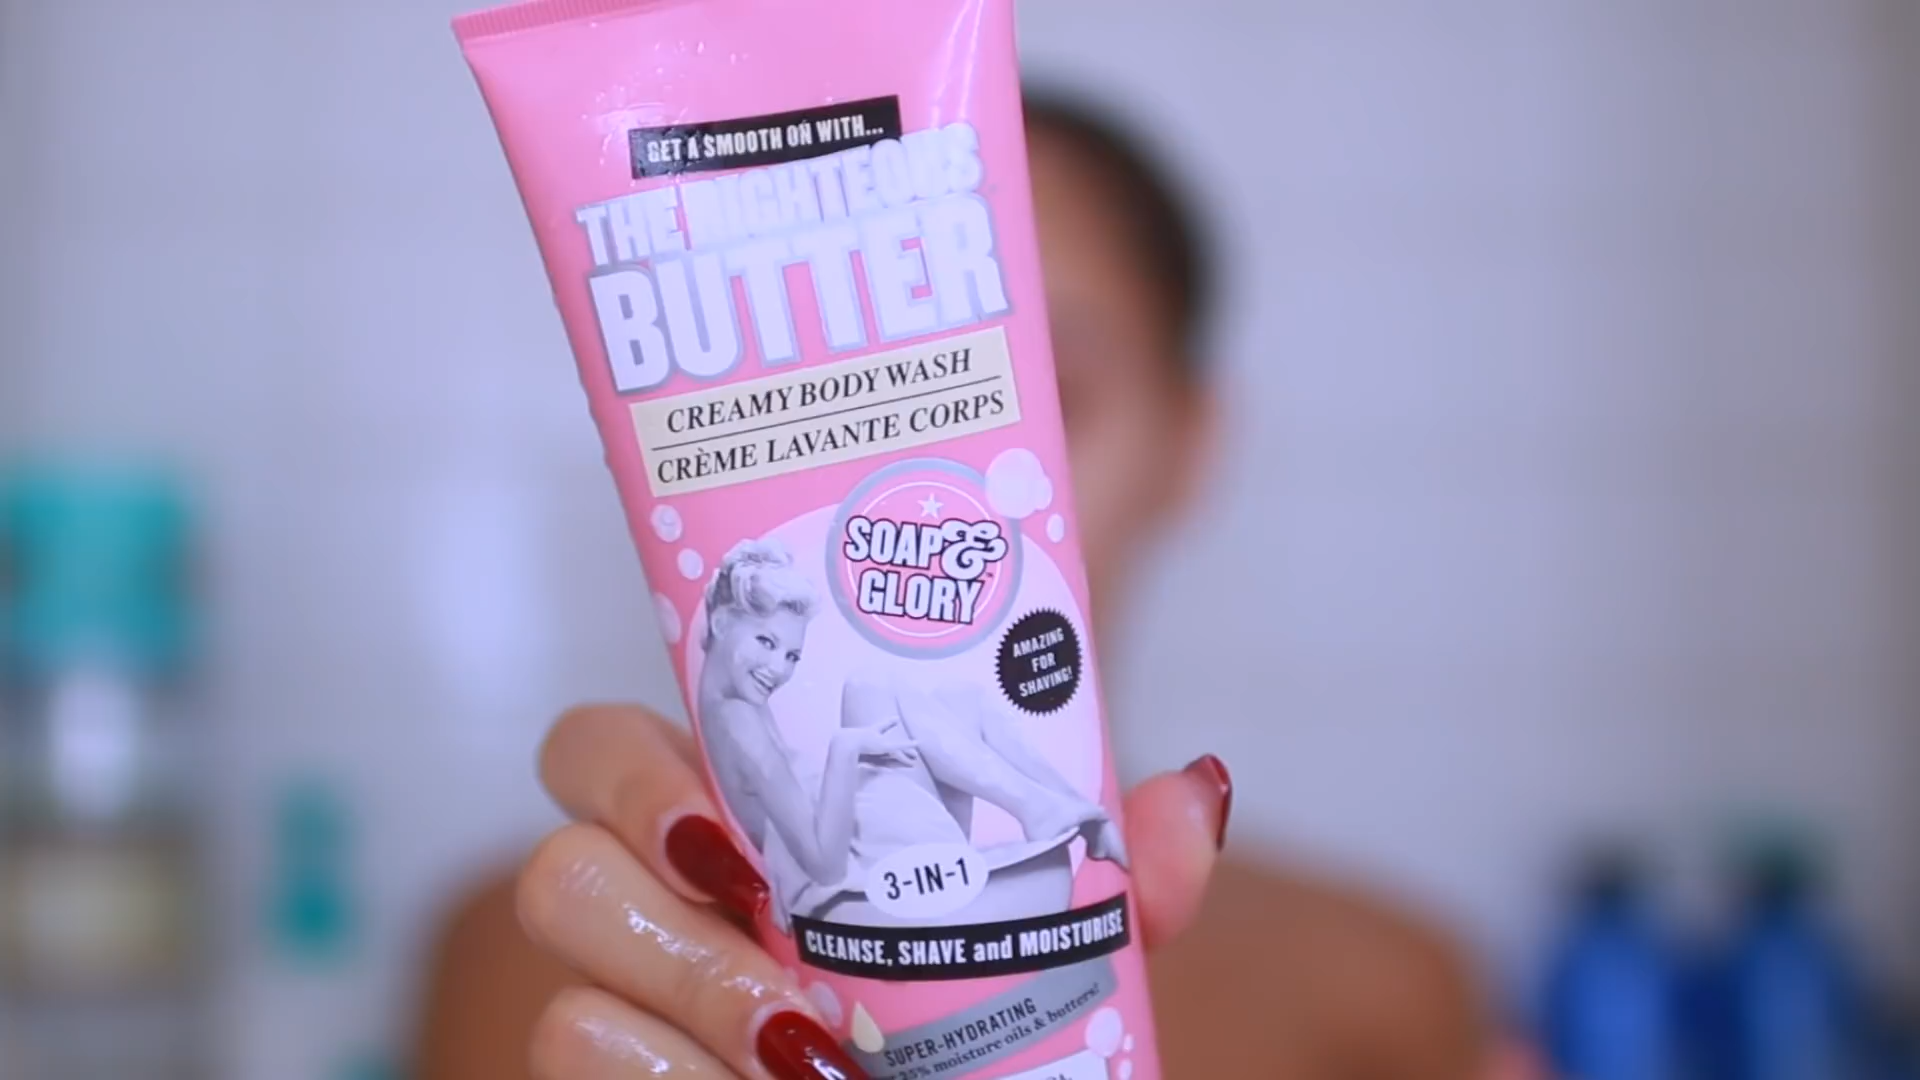 GET A SMOOTH ON WITH...
THE RIGHTEOUS
BUTTER
CREAMY BODY WASH
CRÈME LAVANTE CORPS
SOAP&
GLORY
AMAZING
FOR
SHAVING!
3-IN-1
CLEANSE, SHAVE and MOISTURISE
SUPER-HYDRATING
25% moisture oils & butters!